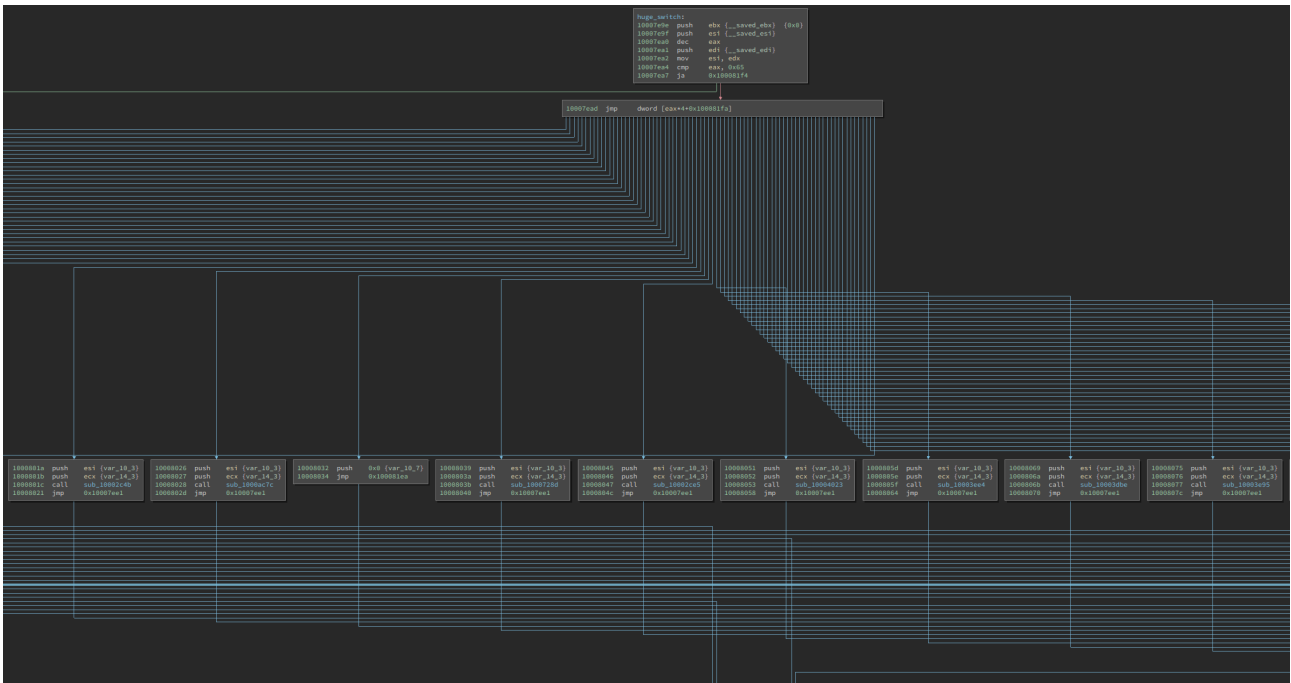 huge_switch:
10007e9e push ebx {__saved_ebx} {0x0}
10007e9f push esi {__saved_esi}
10007ea0 dec eax
10007ea1 push edi {__saved_edi}
10007ea2 mov esi, edx
10007ea4 cmp eax, 0x65
10007ea7 ja 0x100081f4
10007ead jmp dword [eax*4+0x100081fa]
1000801a push esi {var_10_3}
1000801b push ecx {var_14_3}
1000801c call sub_10002c4b
10008021 jmp 0x10007ee1
10008026 push esi {var_10_3}
10008027 push ecx {var_14_3}
10008028 call sub_1000ac7c
1000802d jmp 0x10007ee1
10008032 push 0x0 {var_10_7}
10008034 jmp 0x100081ea
10008039 push esi {var_10_3}
1000803a push ecx {var_14_3}
1000803b call sub_1000728d
10008040 jmp 0x10007ee1
10008045 push esi {var_10_3}
10008046 push ecx {var_14_3}
10008047 call sub_10002ce5
1000804c jmp 0x10007ee1
10008051 push esi {var_10_3}
10008052 push ecx {var_14_3}
10008053 call sub_10004023
10008058 jmp 0x10007ee1
1000805d push esi {var_10_3}
1000805e push ecx {var_14_3}
1000805f call sub_10003ee4
10008064 jmp 0x10007ee1
10008069 push esi {var_10_3}
1000806a push ecx {var_14_3}
1000806b call sub_10003dbe
10008070 jmp 0x10007ee1
10008075 push esi {var_10_3}
10008076 push ecx {var_14_3}
10008077 call sub_10003e95
1000807c jmp 0x10007ee1